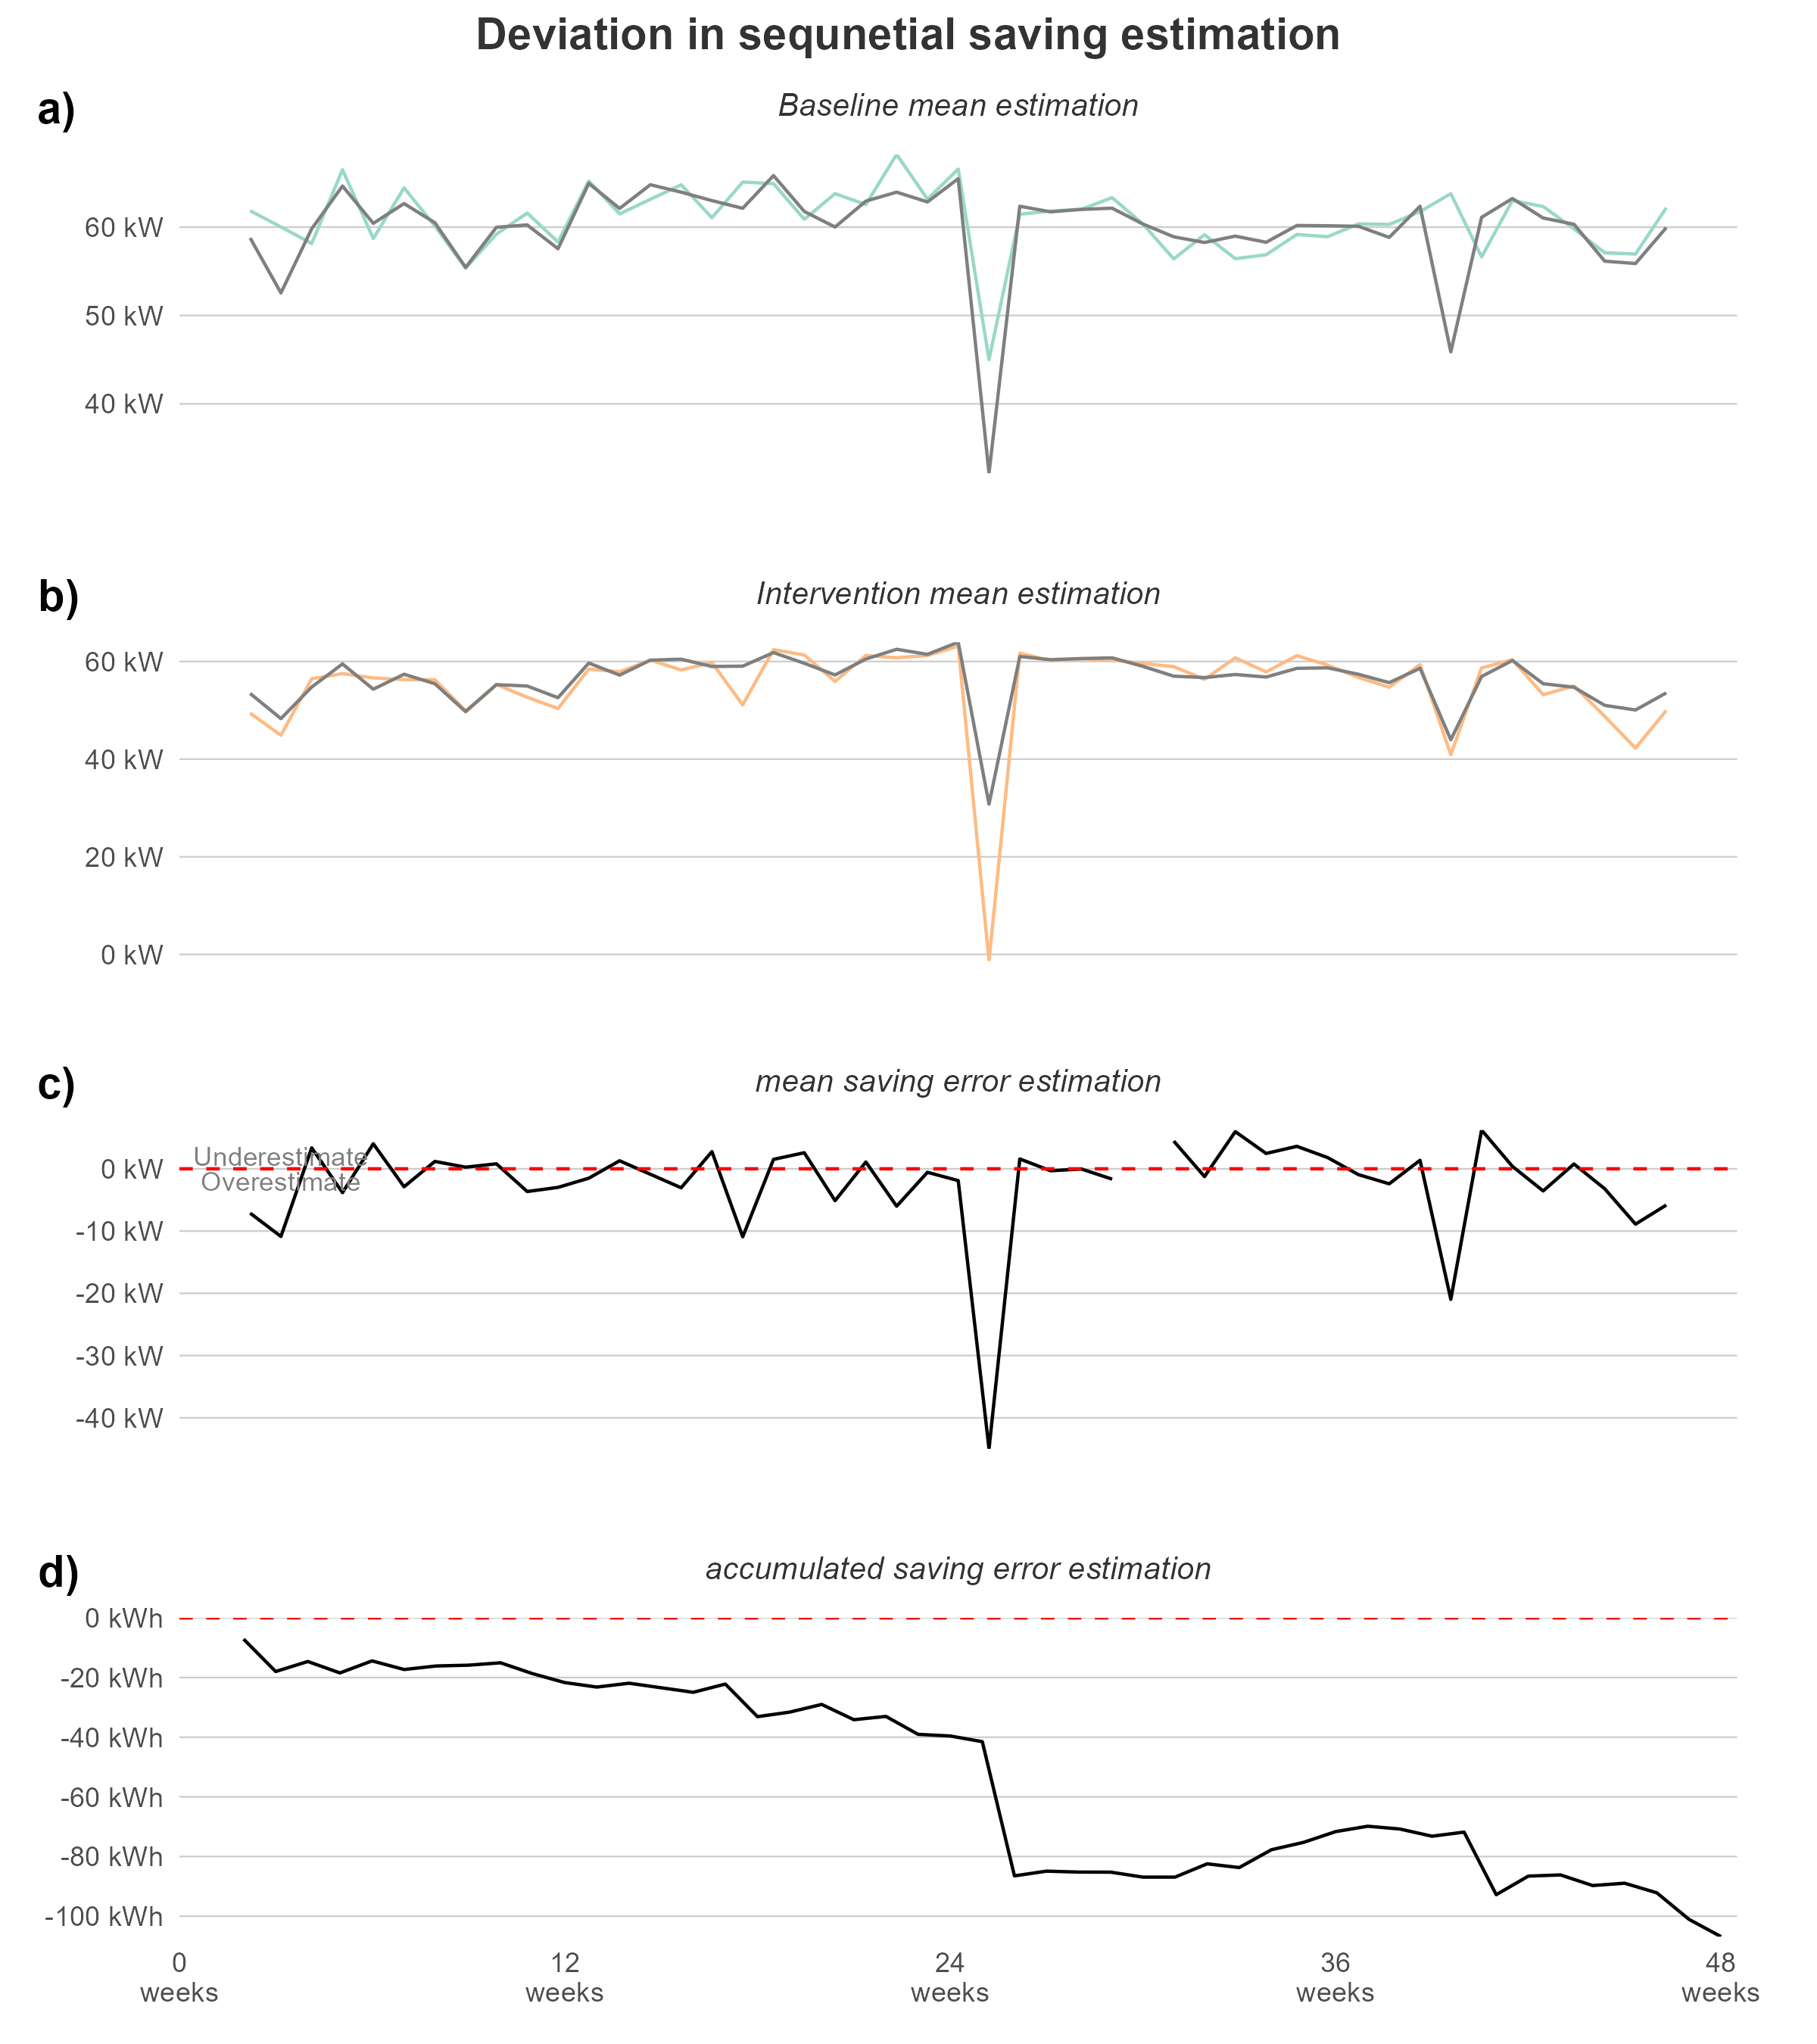 Deviation in sequnetial saving estimation
a)
Baseline mean estimation
60 kW
50 kW
40 kW
b)
Intervention mean estimation
60 kW
40 kW
20 kW
0 kW
c)
mean saving error estimation
Underestimate
0 kW
Overestimate
-10 kW
-20 kW
-30 kW
-40 kW
d)
accumulated saving error estimation
0 kWh
-20 kWh
-40 kWh
-60 kWh
-80 kWh
-100 kWh
0 12 24 36 48
weeks weeks weeks weeks weeks